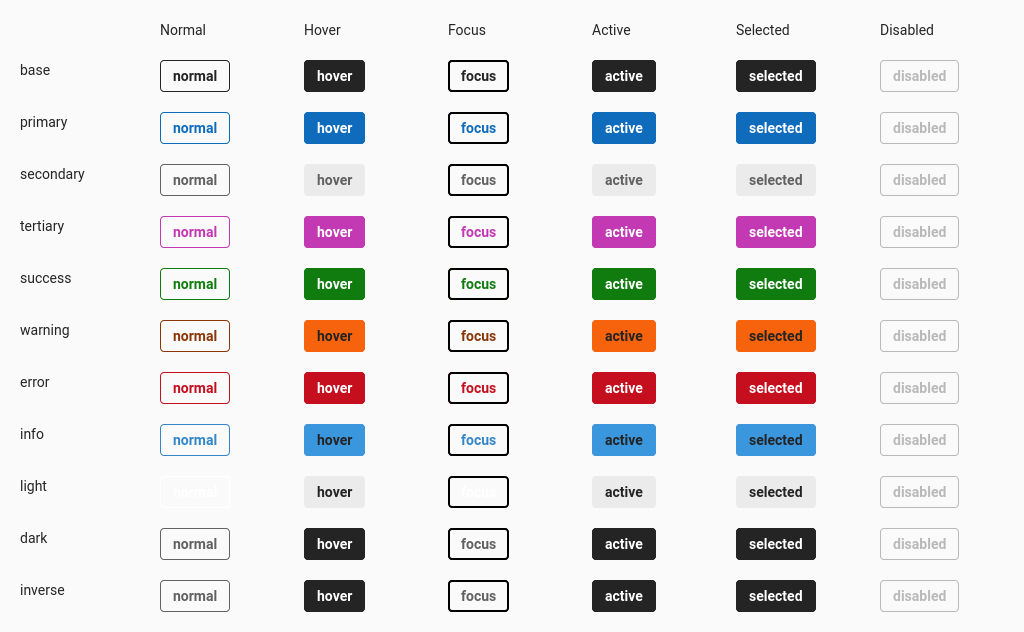 Normal Hover Focus Active Selected Disabled
base normal hover focus active selected disabled
primary normal hover focus active selected disabled
secondary normal hover focus active selected disabled
tertiary normal hover focus active selected disabled
success normal hover focus active selected disabled
warning normal hover focus active selected disabled
error normal hover focus active selected disabled
info normal hover focus active selected disabled
light normal hover focus active selected disabled
dark normal hover focus active selected disabled
inverse normal hover focus active selected disabled